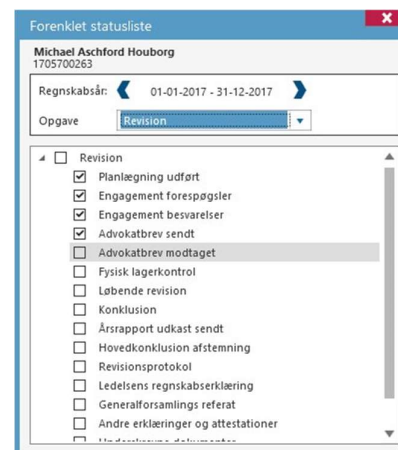 Forenklet statusliste
Michael Aschford Houborg
1705700263
Regnskabsår: 01-01-2017 - 31-12-2017
Opgave Revision
Revision
Planlægning udført
Engagement forespøgsler
Engagement besvarelser
Advokatbrev sendt
Advokatbrev modtaget
Fysisk lagerkontrol
Løbende revision
Konklusion
Årsrapport udkast sendt
Hovedkonklusion afstemning
Revisionsprotokol
Ledelsens regnskabserklæring
Generalforsamlings referat
Andre erklæringer og attestationer